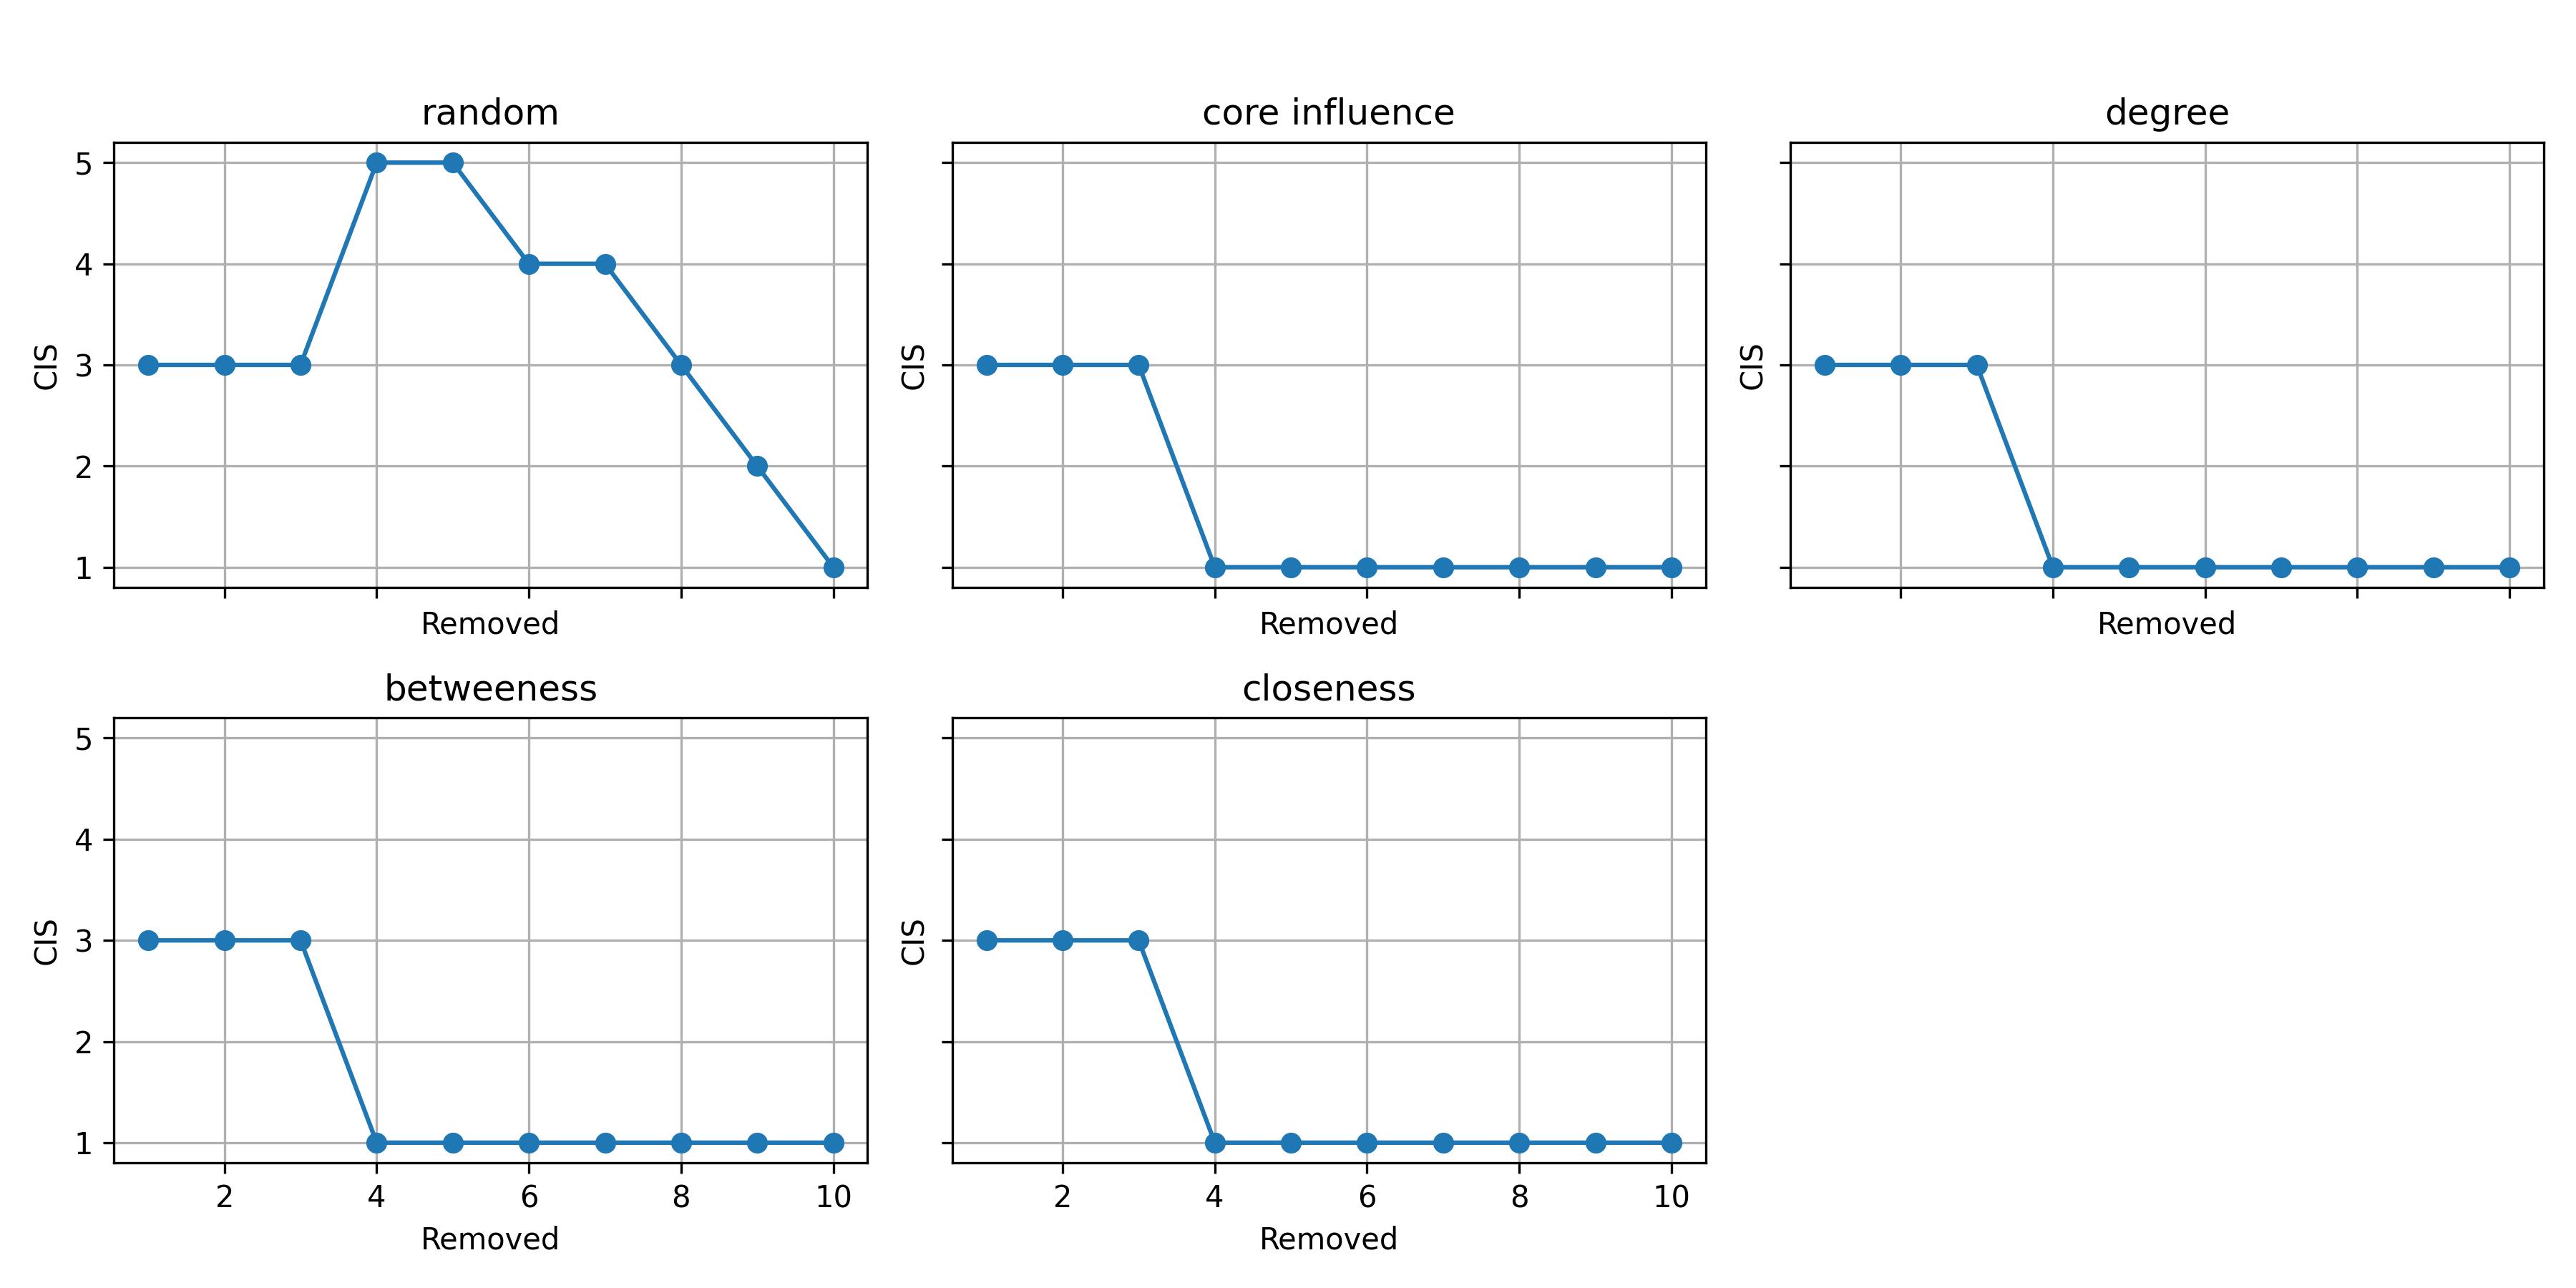 random
core influence
degree
5
4
3
2
1
CIS
CIS
CIS
Removed
Removed
Removed
betweeness
closeness
5
4
3
2
1
CIS
CIS
2 4 6 8 10
2 4 6 8 10
Removed
Removed